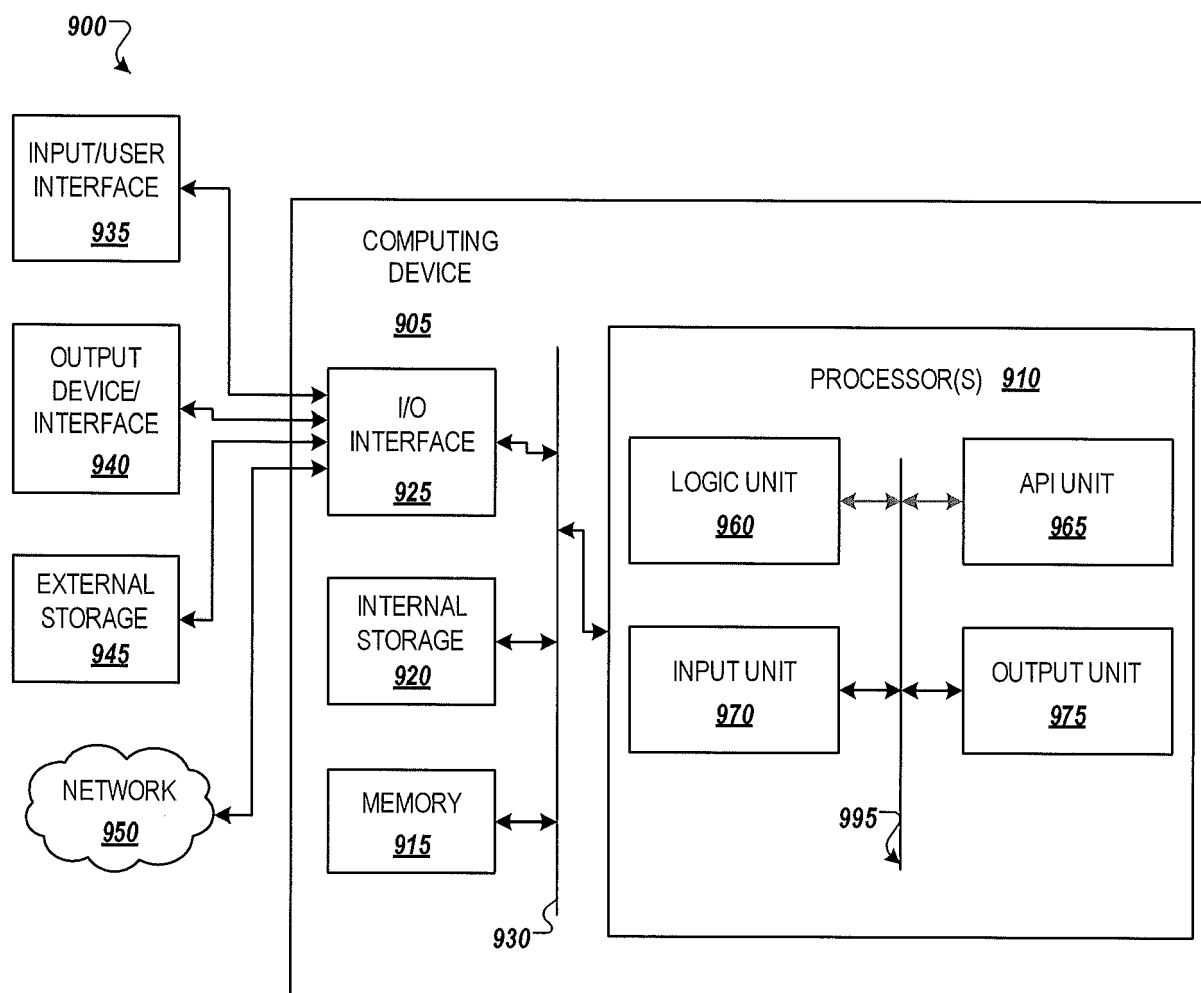 900
INPUT/USER
INTERFACE
935
OUTPUT
DEVICE/
INTERFACE
940
EXTERNAL
STORAGE
945
NETWORK
950
COMPUTING
DEVICE
905
I/O
INTERFACE
925
INTERNAL
STORAGE
920
MEMORY
915
930
PROCESSOR(S) 910
LOGIC UNIT
960
API UNIT
965
INPUT UNIT
970
OUTPUT UNIT
975
995